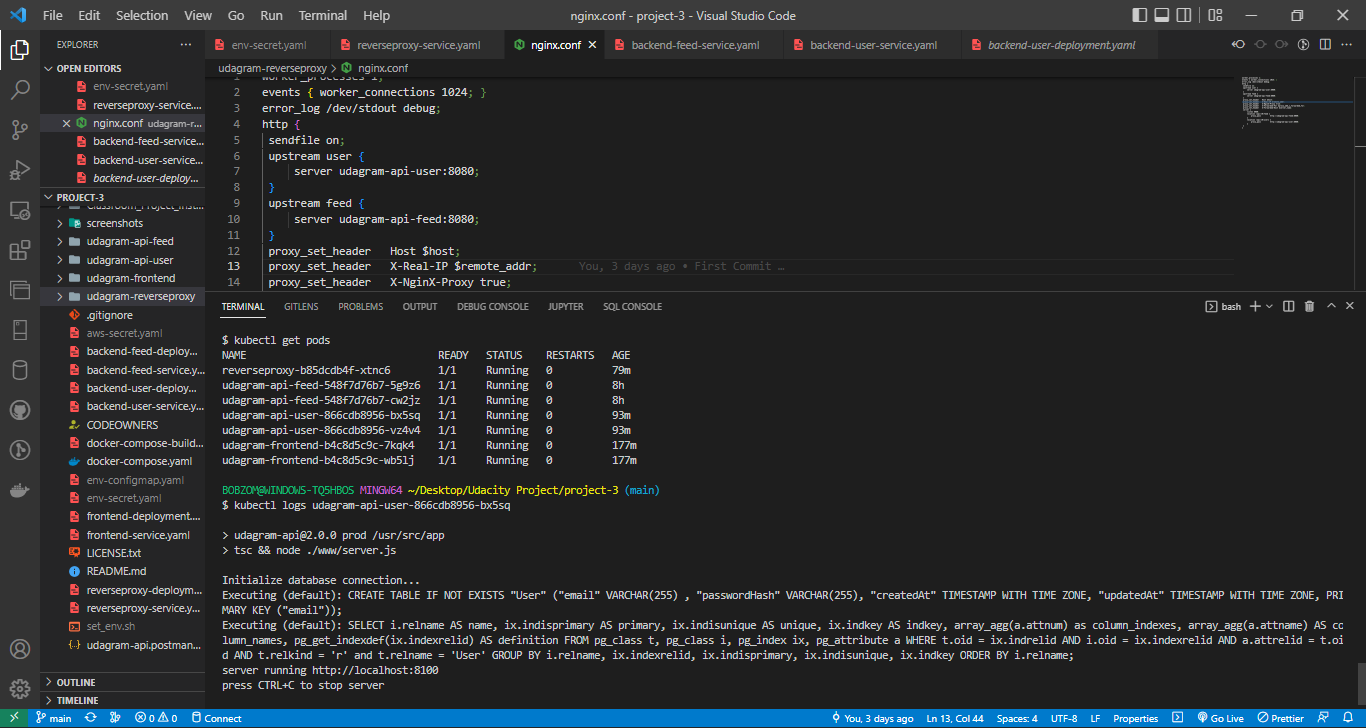 File Edit Selection View Go Run Terminal Help
nginx.conf - project-3 - Visual Studio Code
EXPLORER
OPEN EDITORS
env-secret.yaml
reverseproxy-service....
nginx.conf udagram-r...
backend-feed-service...
backend-user-service...
backend-user-deploy...
PROJECT-3
screenshots
udagram-api-feed
udagram-api-user
udagram-frontend
udagram-reverseproxy
.gitignore
aws-secret.yaml
backend-feed-deploy...
backend-feed-service....
backend-user-deploy...
backend-user-service.y...
CODEOWNERS
docker-compose-build...
docker-compose.yaml
env-configmap.yaml
env-secret.yaml
frontend-deployment....
frontend-service.yaml
LICENSE.txt
README.md
reverseproxy-deploym...
reverseproxy-service.y...
set_env.sh
udagram-api.postman...
OUTLINE
TIMELINE
env-secret.yaml reverseproxy-service.yaml nginx.conf backend-feed-service.yaml backend-user-service.yaml backend-user-deployment.yaml
udagram-reverseproxy > nginx.conf
1 worker_processes 1;
2 events { worker_connections 1024; }
3 error_log /dev/stdout debug;
4 http {
5 sendfile on;
6 upstream user {
7 server udagram-api-user:8080;
8 }
9 upstream feed {
10 server udagram-api-feed:8080;
11 }
12 proxy_set_header Host $host;
13 proxy_set_header X-Real-IP $remote_addr; You, 3 days ago • First Commit …
14 proxy_set_header X-NginX-Proxy true;
TERMINAL GITLENS PROBLEMS OUTPUT DEBUG CONSOLE JUPYTER SQL CONSOLE bash
$ kubectl get pods
NAME READY STATUS RESTARTS AGE
reverseproxy-b85dcdb4f-xtnc6 1/1 Running 0 79m
udagram-api-feed-548f7d76b7-5g9z6 1/1 Running 0 8h
udagram-api-feed-548f7d76b7-cw2jz 1/1 Running 0 8h
udagram-api-user-866cdb8956-bx5sq 1/1 Running 0 93m
udagram-api-user-866cdb8956-vz4v4 1/1 Running 0 93m
udagram-frontend-b4c8d5c9c-7kqk4 1/1 Running 0 177m
udagram-frontend-b4c8d5c9c-wb5lj 1/1 Running 0 177m
BOBZOM@WINDOWS-TQ5HBOS MINGW64 ~/Desktop/Udacity Project/project-3 (main)
$ kubectl logs udagram-api-user-866cdb8956-bx5sq
> udagram-api@2.0.0 prod /usr/src/app
> tsc && node ./www/server.js
Initialize database connection...
Executing (default): CREATE TABLE IF NOT EXISTS "User" ("email" VARCHAR(255) , "passwordHash" VARCHAR(255), "createdAt" TIMESTAMP WITH TIME ZONE, "updatedAt" TIMESTAMP WITH TIME ZONE, PRI
MARY KEY ("email"));
Executing (default): SELECT i.relname AS name, ix.indisprimary AS primary, ix.indisunique AS unique, ix.indkey AS indkey, array_agg(a.attnum) as column_indexes, array_agg(a.attname) AS co
lumn_names, pg_get_indexdef(ix.indexrelid) AS definition FROM pg_class t, pg_class i, pg_index ix, pg_attribute a WHERE t.oid = ix.indrelid AND i.oid = ix.indexrelid AND a.attrelid = t.oi
d AND t.relkind = 'r' and t.relname = 'User' GROUP BY i.relname, ix.indexrelid, ix.indisprimary, ix.indisunique, ix.indkey ORDER BY i.relname;
server running http://localhost:8100
press CTRL+C to stop server
main 0 0 Connect You, 3 days ago Ln 13, Col 44 Spaces: 4 UTF-8 LF Properties Go Live Prettier